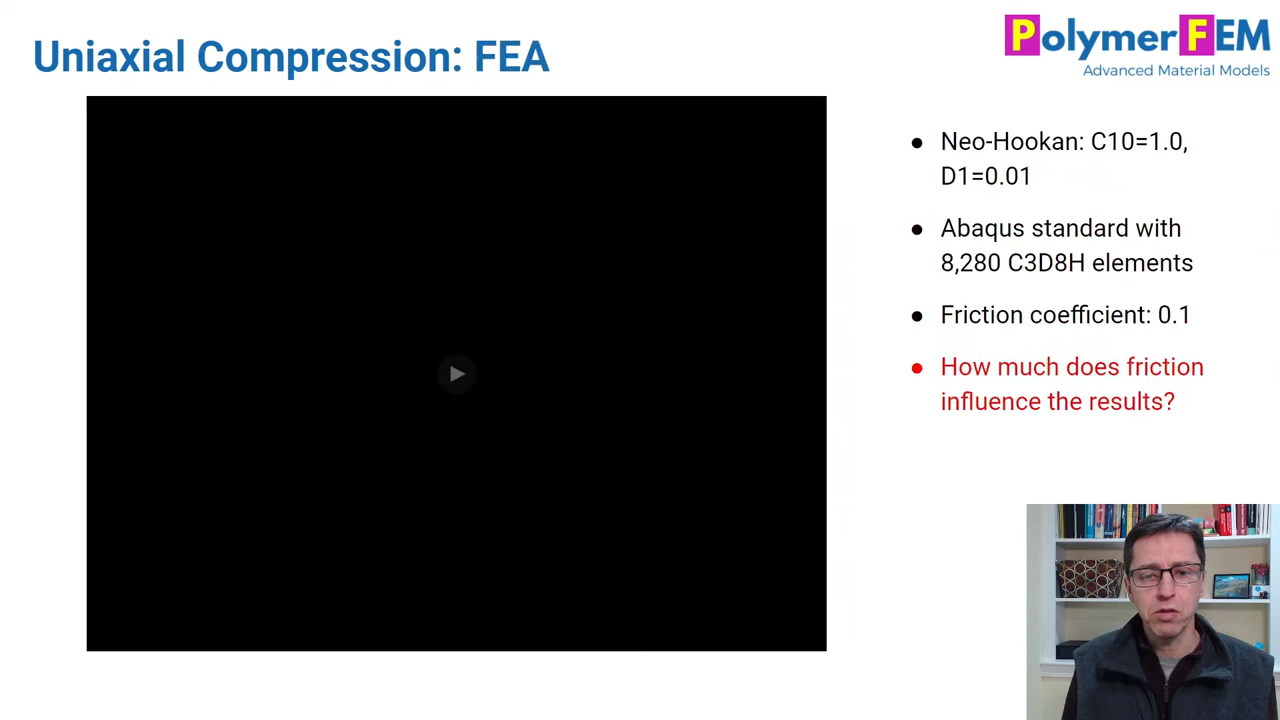 Uniaxial Compression: FEA
PolymerFEM
Advanced Material Models
● Neo-Hookan: C10=1.0,
D1=0.01
● Abaqus standard with
8,280 C3D8H elements
● Friction coefficient: 0.1
● How much does friction
influence the results?